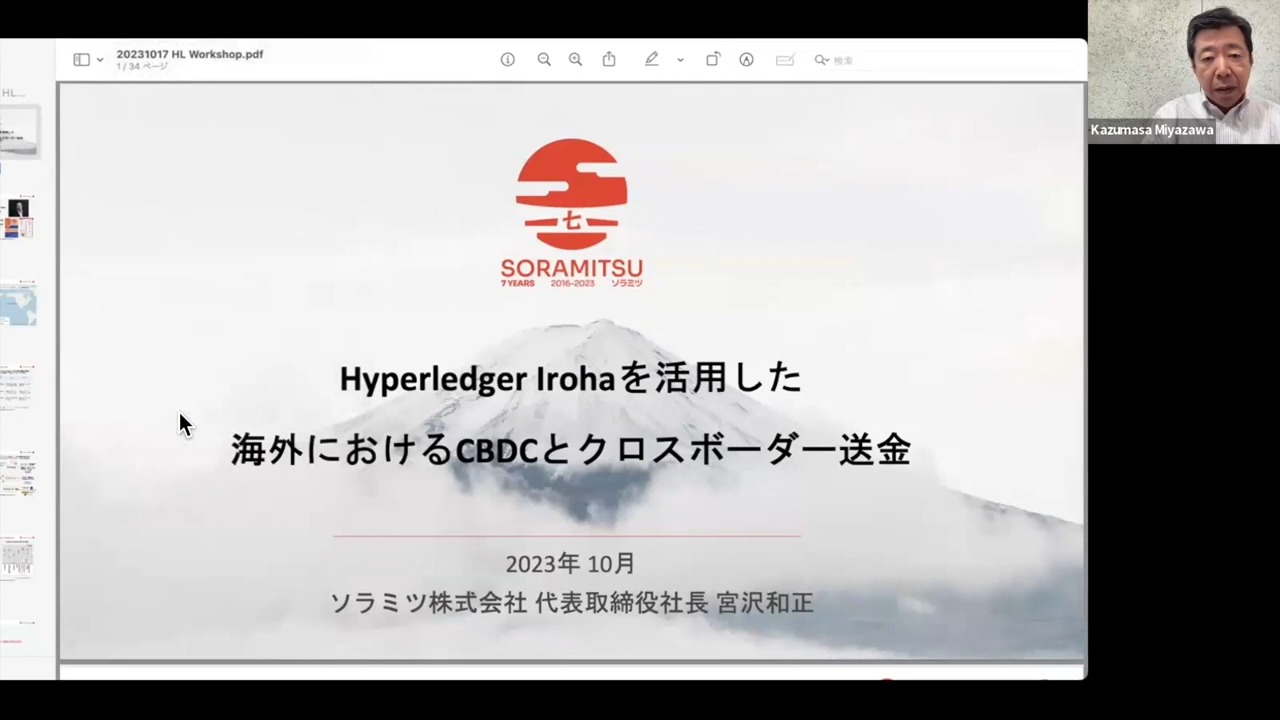 20231017 HL Workshop.pdf
1 / 34 ページ
検索
HL...
Kazumasa Miyazawa
七
SORAMITSU
7 YEARS 2016-2023 ソラミツ
Hyperledger Irohaを活用した
海外におけるCBDCとクロスボーダー送金
2023年 10月
ソラミツ株式会社 代表取締役社長 宮沢和正